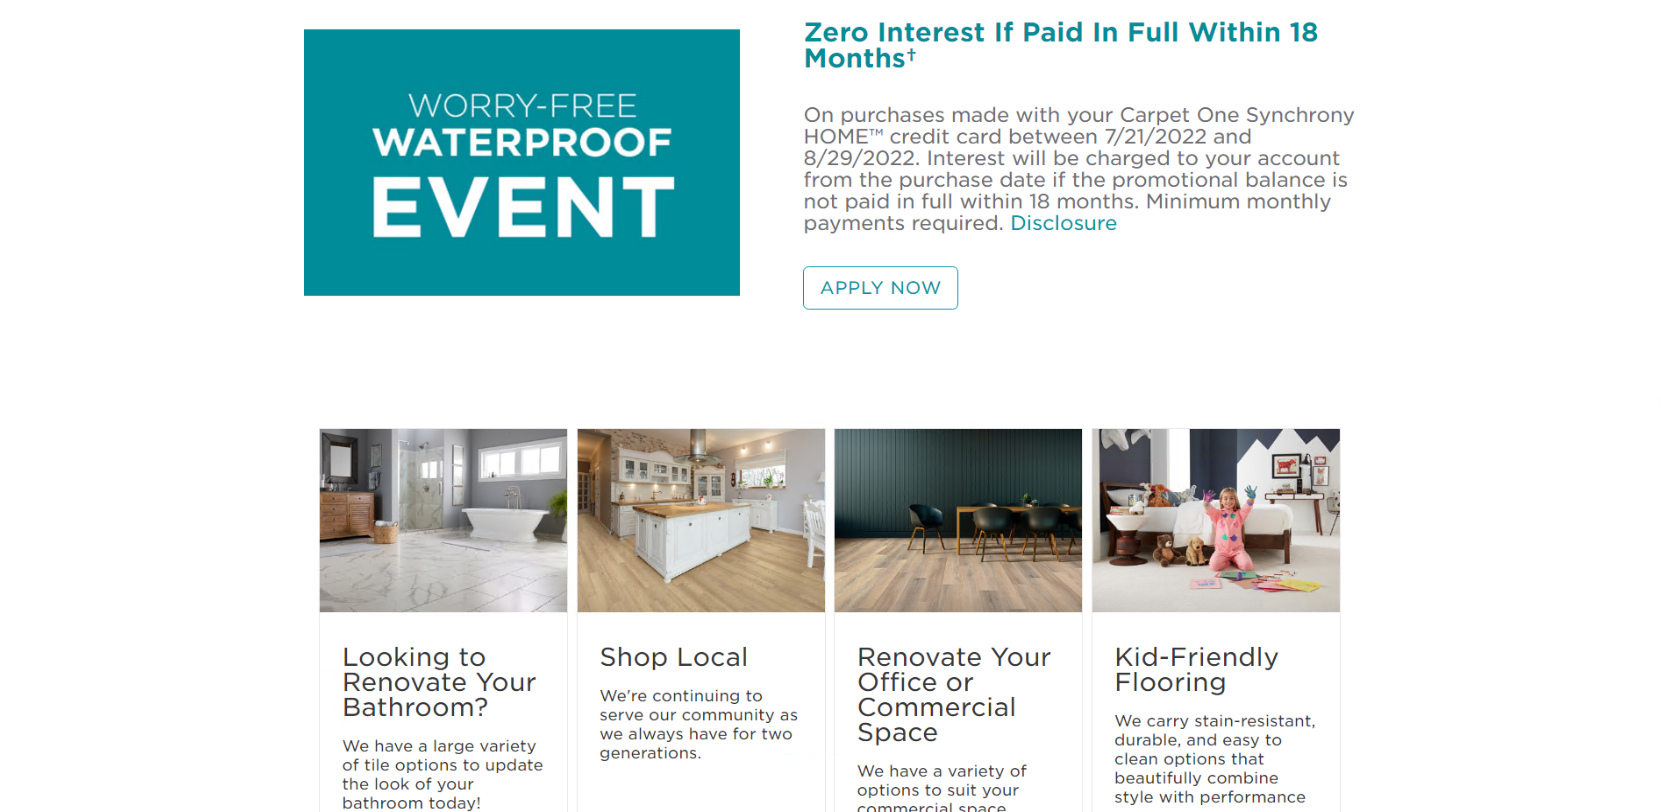 WORRY-FREE
WATERPROOF
EVENT
Zero Interest If Paid In Full Within 18
Months†
On purchases made with your Carpet One Synchrony
HOME™ credit card between 7/21/2022 and
8/29/2022. Interest will be charged to your account
from the purchase date if the promotional balance is
not paid in full within 18 months. Minimum monthly
payments required. Disclosure
APPLY NOW
Looking to
Renovate Your
Bathroom?
We have a large variety
of tile options to update
the look of your
bathroom today!
Shop Local
We're continuing to
serve our community as
we always have for two
generations.
Renovate Your
Office or
Commercial
Space
We have a variety of
options to suit your
commercial space
Kid-Friendly
Flooring
We carry stain-resistant,
durable, and easy to
clean options that
beautifully combine
style with performance